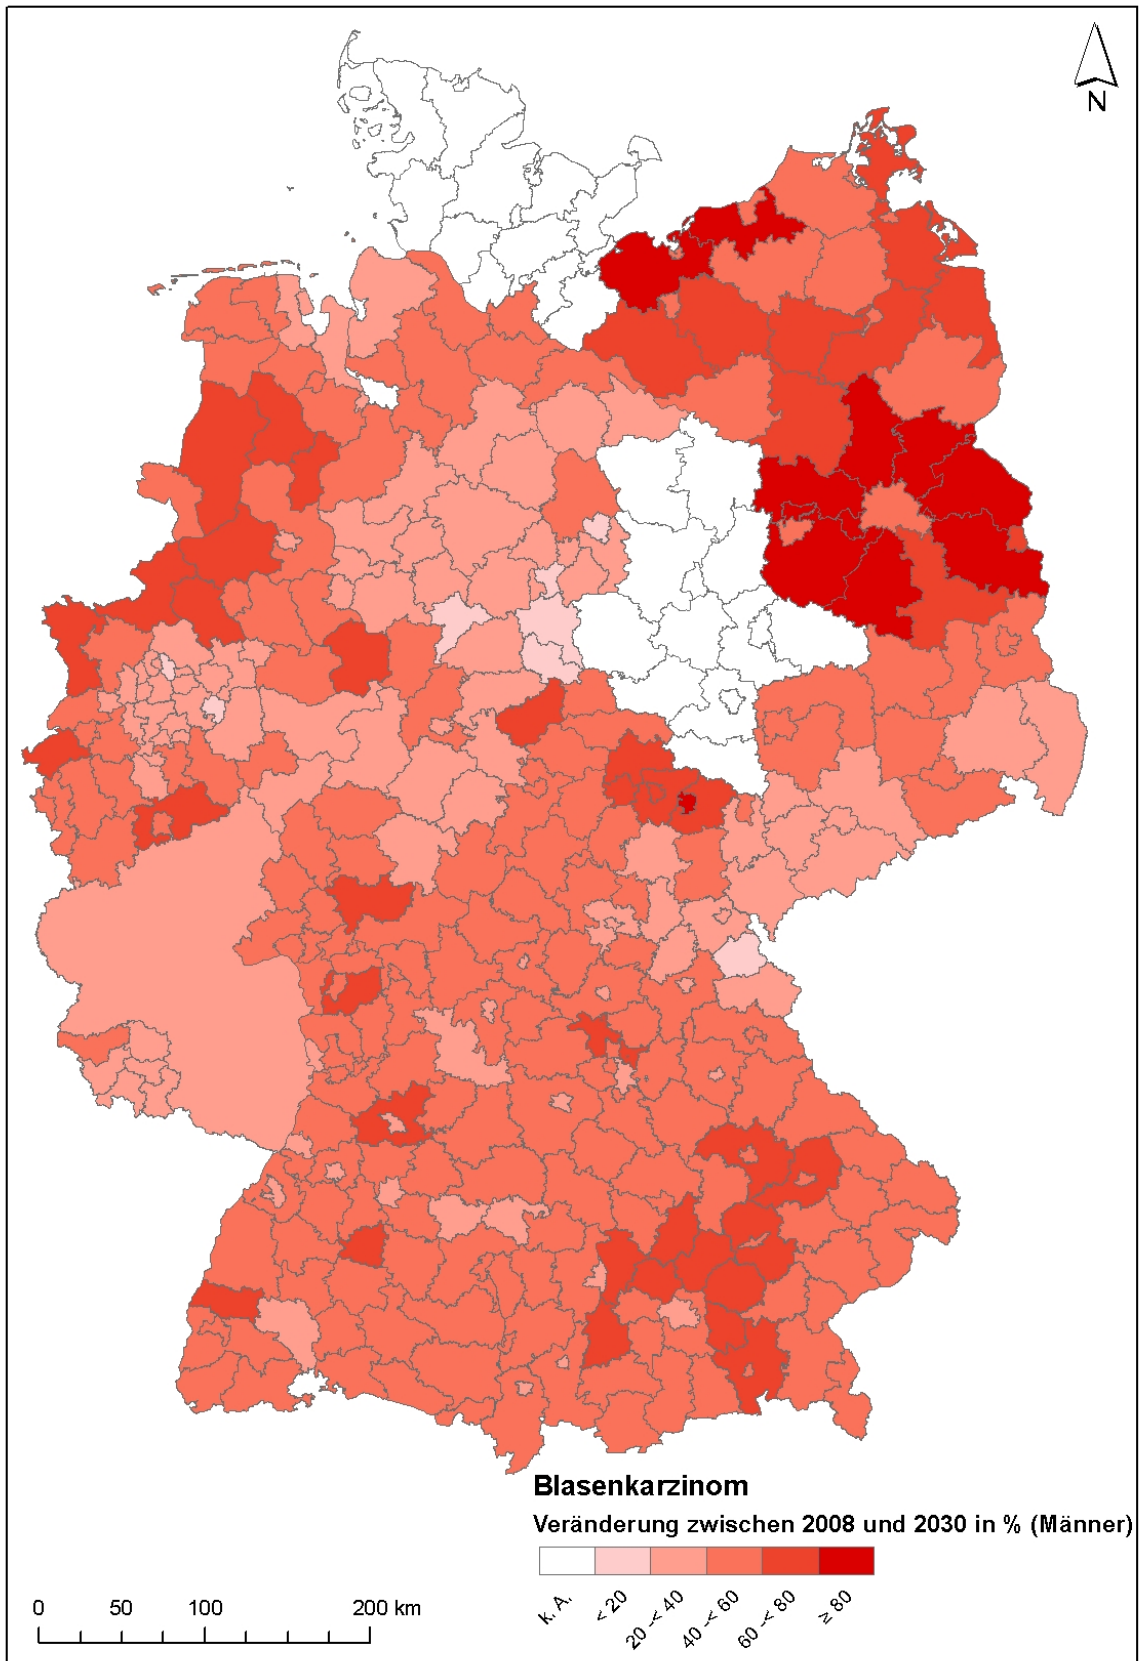 N
Blasenkarzinom
Veränderung zwischen 2008 und 2030 in % (Männer)
k. A.
< 20
20 -< 40
40 -< 60
60 -< 80
≥ 80
0 50 100 200 km